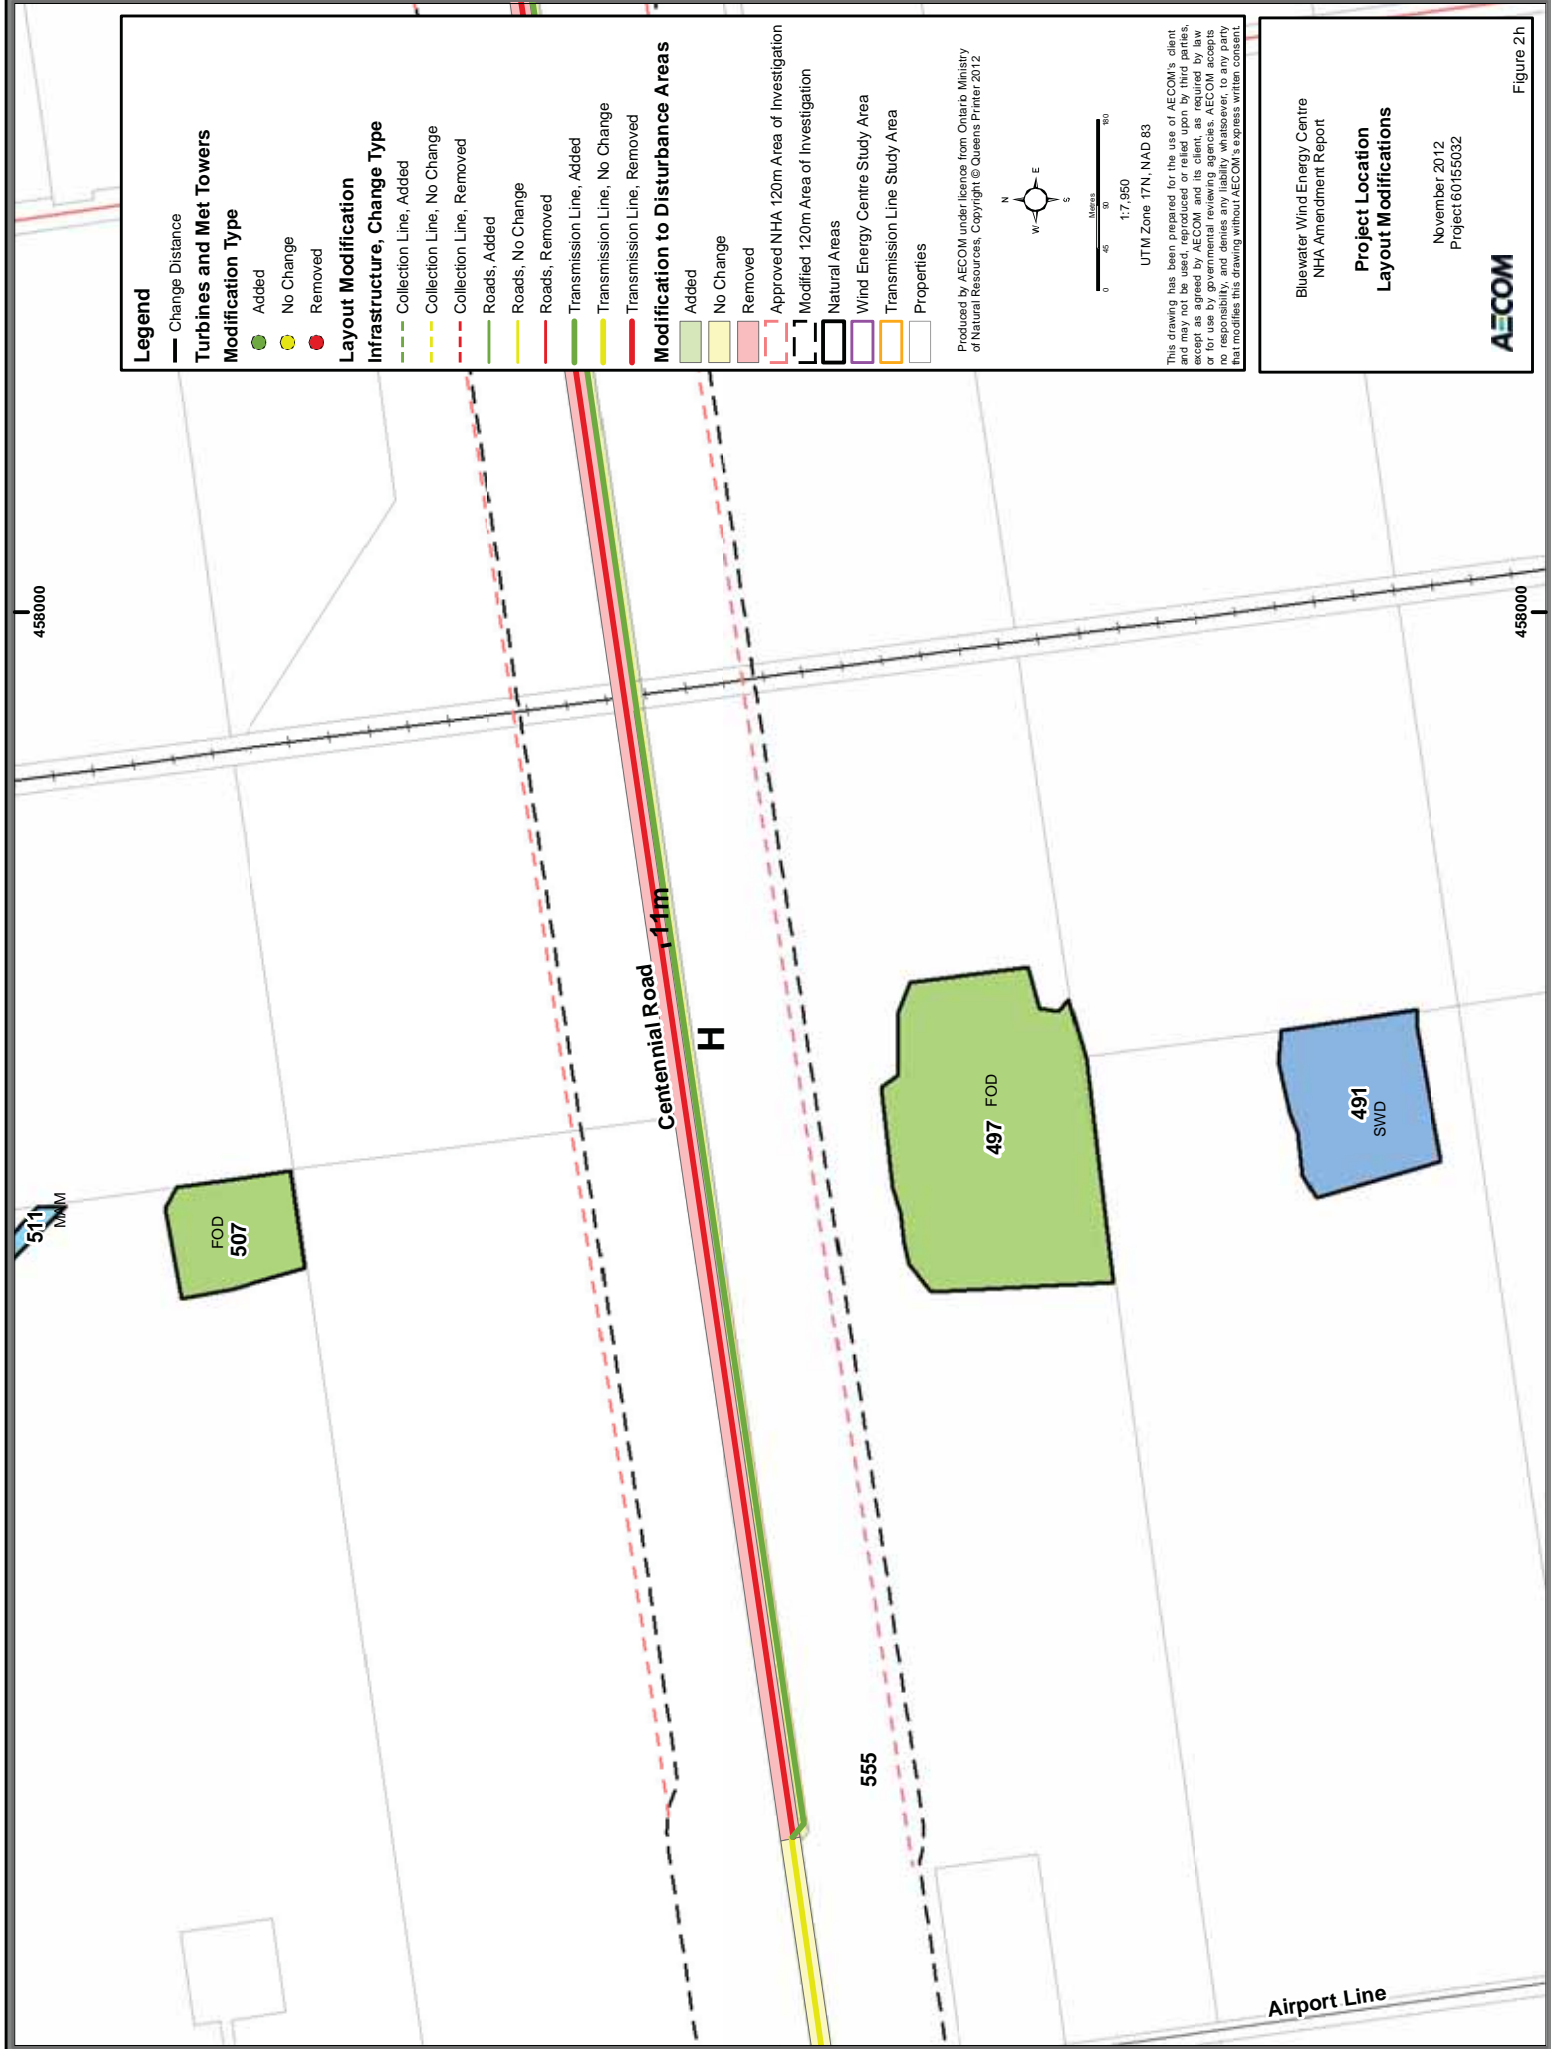 458000
Legend
Change Distance
Turbines and Met Towers
Modification Type
Added
No Change
Removed
Layout Modification
Infrastructure, Change Type
Collection Line, Added
Collection Line, No Change
Collection Line, Removed
Roads, Added
Roads, No Change
Roads, Removed
Transmission Line, Added
Transmission Line, No Change
Transmission Line, Removed
Modification to Disturbance Areas
Added
No Change
Removed
Approved NHA 120m Area of Investigation
Modified 120m Area of Investigation
Natural Areas
Wind Energy Centre Study Area
Transmission Line Study Area
Properties
Produced by AECOM under licence from Ontario Ministry
of Natural Resources, Copyright © Queens Printer 2012
N
W E
S
Metres
0 45 90 180
1:7,950
UTM Zone 17N, NAD 83
This drawing has been prepared for the use of AECOM's client
and may not be used, reproduced or relied upon by third parties,
except as agreed by AECOM and its client, as required by law
or for use by governmental reviewing agencies. AECOM accepts
no responsibility, and denies any liability whatsoever, to any party
that modifies this drawing without AECOM's express written consent.
Bluewater Wind Energy Centre
NHA Amendment Report
Project Location
Layout Modifications
November 2012
Project 60155032
AECOM
Figure 2h
511
MAM
FOD
507
Centennial Road
11m
H
497
FOD
491
SWD
555
Airport Line
458000